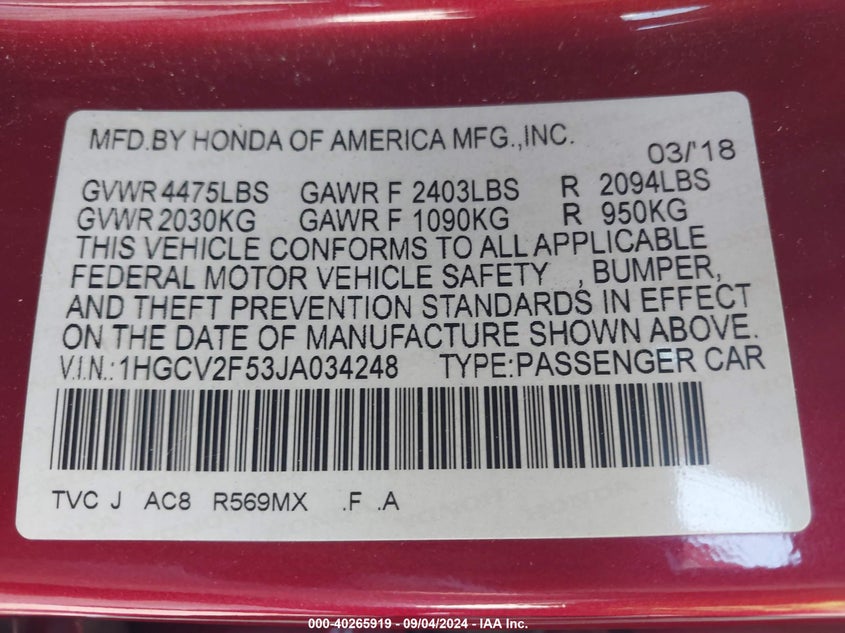 MFD.BY HONDA OF AMERICA MFG.,INC.
03/'18
GVWR 4475LBS GAWR F 2403LBS R 2094LBS
GVWR 2030KG GAWR F 1090KG R 950KG
THIS VEHICLE CONFORMS TO ALL APPLICABLE
FEDERAL MOTOR VEHICLE SAFETY , BUMPER,
AND THEFT PREVENTION STANDARDS IN EFFECT
ON THE DATE OF MANUFACTURE SHOWN ABOVE.
V.I.N.:1HGCV2F53JA034248 TYPE:PASSENGER CAR
TVC J AC8 R569MX .F .A
000-40265919 - 09/04/2024 - IAA Inc.